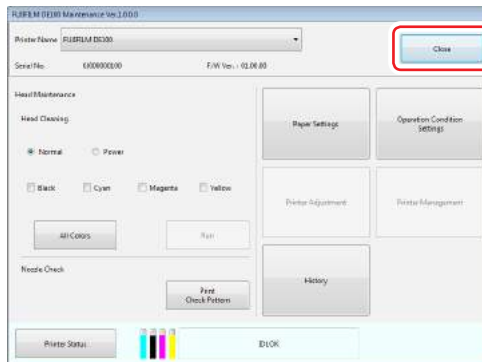 FUJIFILM DE100 Maintenance Ver.1.0.0.0
Printer Name FUJIFILM DE100
Close
Serial No.
F/W Ver. : 01.00.00
Head Maintenance
Head Cleaning
Normal Power
Black Cyan Magenta Yellow
All Colors Run
Nozzle Check
Print
Check Pattern
Paper Settings
Operation Condition
Settings
Printer Adjustment Printer Management
History
Printer Status